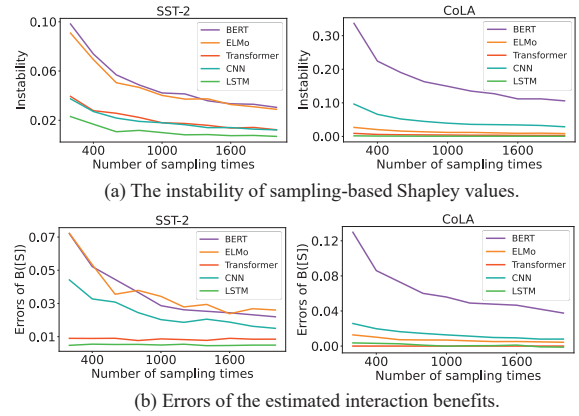 SST-2
0.10
0.06
0.02
Instability
BERT
ELMo
Transformer
CNN
LSTM
400 1000 1600
Number of sampling times
CoLA
0.30
0.20
0.10
0.00
Instability
BERT
ELMo
Transformer
CNN
LSTM
400 1000 1600
Number of sampling times
(a) The instability of sampling-based Shapley values.
SST-2
0.07
0.05
0.03
0.01
Errors of B([S])
BERT
ELMo
Transformer
CNN
LSTM
400 1000 1600
Number of sampling times
CoLA
0.12
0.08
0.04
0.00
Errors of B([S])
BERT
ELMo
Transformer
CNN
LSTM
400 1000 1600
Number of sampling times
(b) Errors of the estimated interaction benefits.